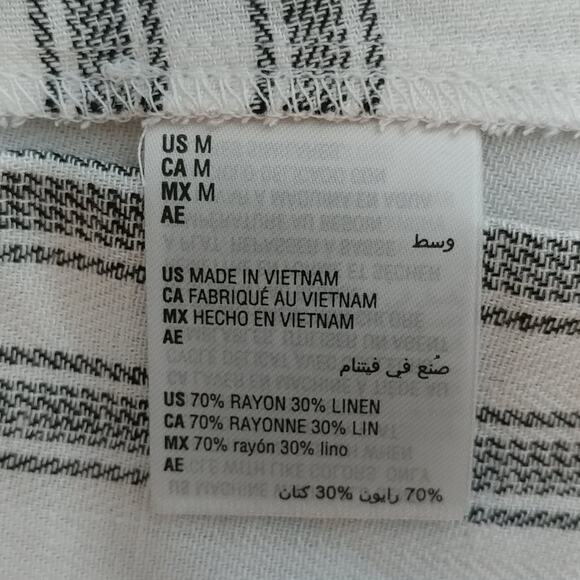 US M
CA M
MX M
AE
وسط
US MADE IN VIETNAM
CA FABRIQUÉ AU VIETNAM
MX HECHO EN VIETNAM
AE
صُنع في فيتنام
US 70% RAYON 30% LINEN
CA 70% RAYONNE 30% LIN
MX 70% rayón 30% lino
AE
70% رايون 30% كتان